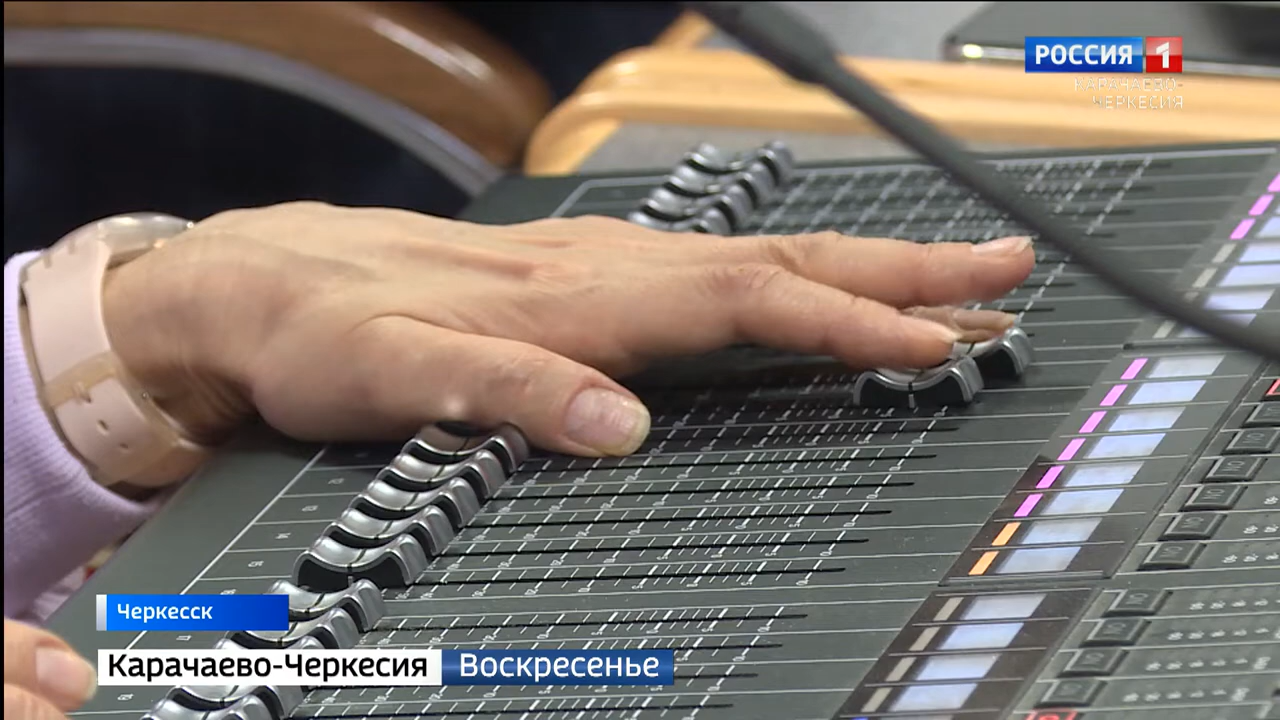 РОССИЯ 1
КАРАЧАЕВО-
ЧЕРКЕСИЯ
Черкесск
Карачаево-Черкесия Воскресенье